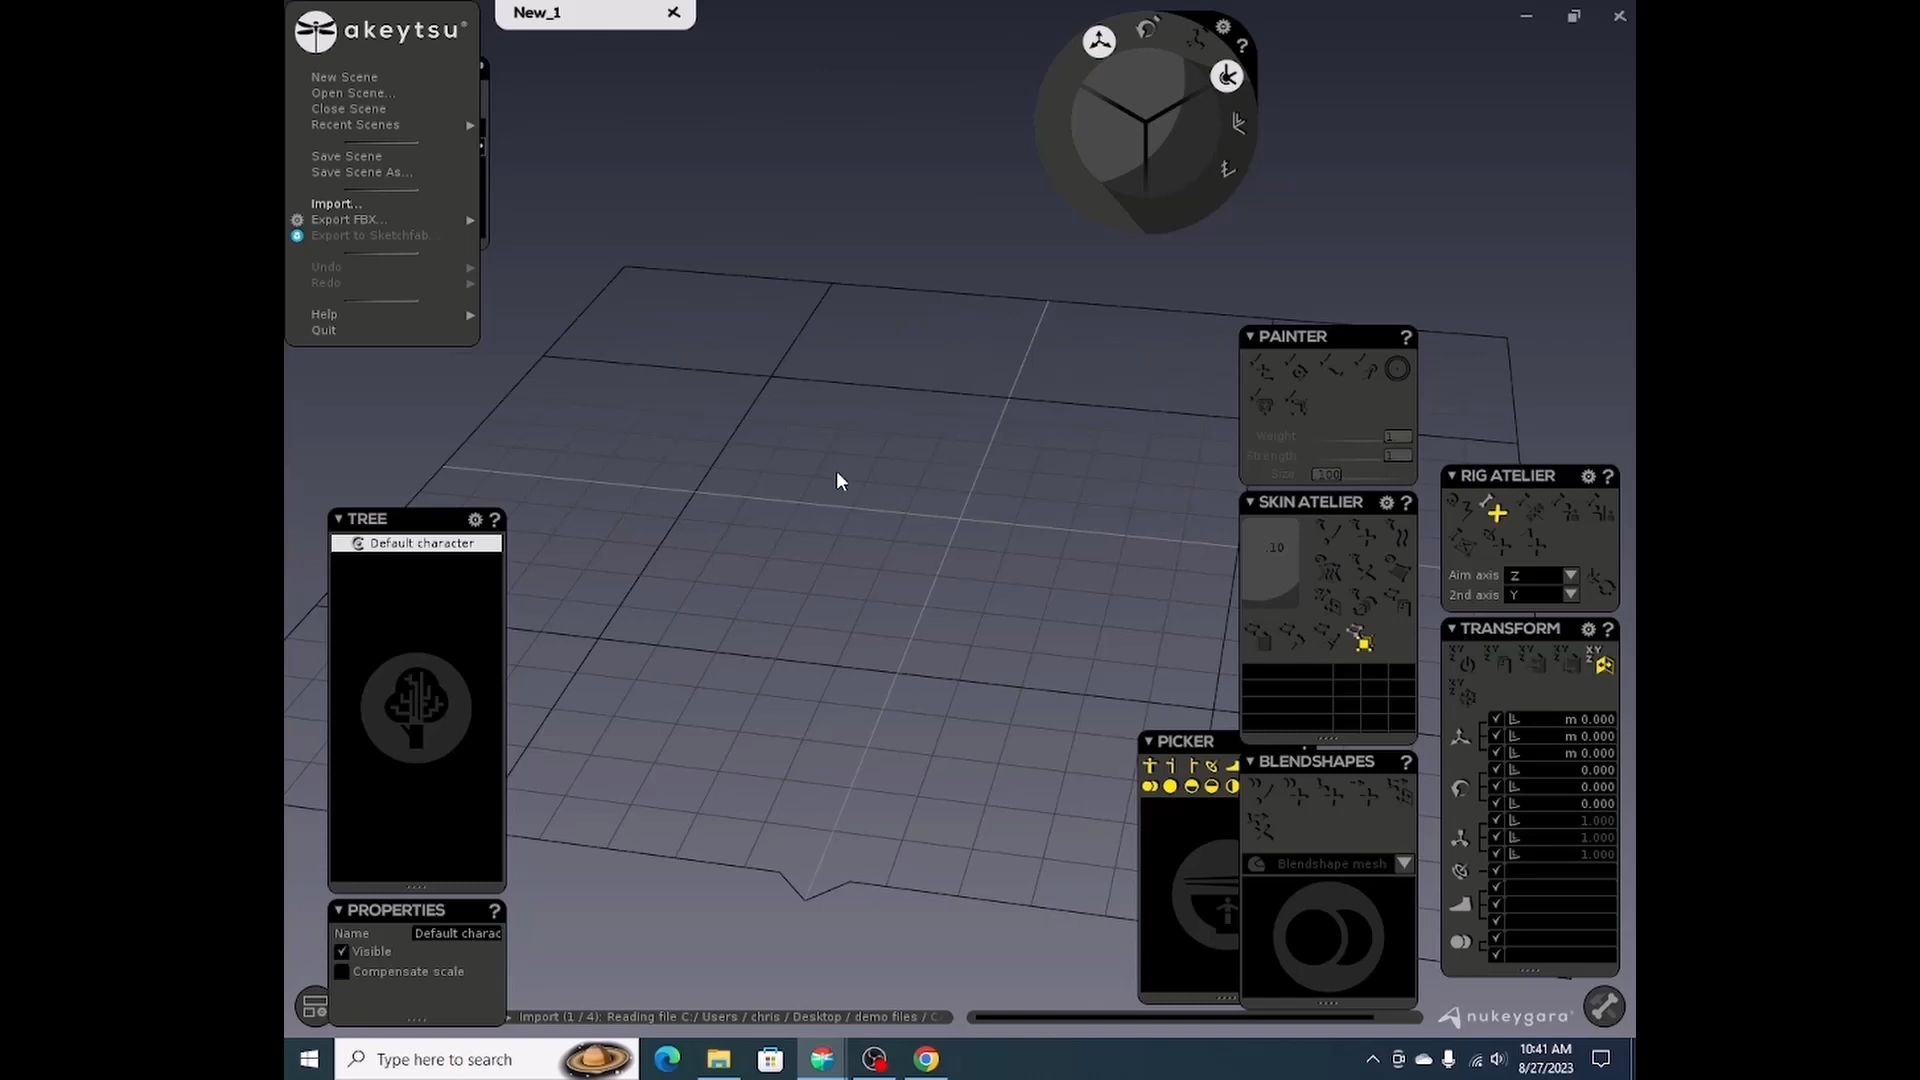 akeytsu®
New Scene
Open Scene...
Close Scene
Recent Scenes
Save Scene
Save Scene As...
Import...
Export FBX...
Export to Sketchfab...
Undo
Redo
Help
Quit
New_1
?
TREE ?
Default character
PROPERTIES ?
Name Default charac
Visible
Compensate scale
PAINTER ?
Weight 1
Strength 1
Size .100
SKIN ATELIER ?
.10
PICKER
BLENDSHAPES ?
Blendshape mesh
RIG ATELIER ?
Aim axis Z
2nd axis Y
TRANSFORM ?
m 0.000
m 0.000
m 0.000
0.000
0.000
0.000
1.000
1.000
1.000
Import (1 / 4): Reading file C:/ Users / chris / Desktop / demo files /
nukeygara
Type here to search
10:41 AM
8/27/2023